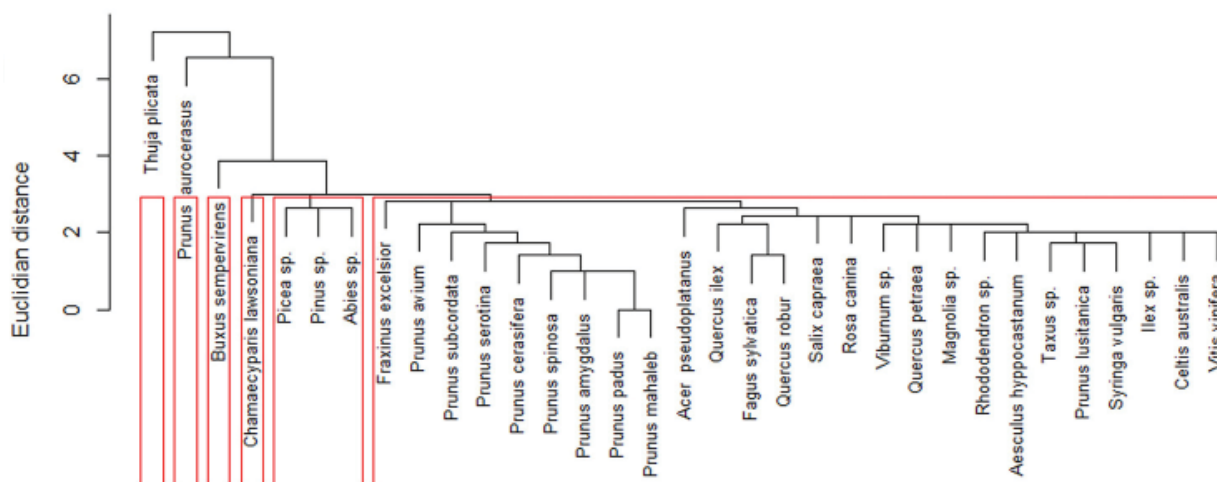 Euclidian distance
6
4
2
0
Thuja plicata
Prunus aurocerasus
Buxus sempervirens
Chamaecyparis lawsoniana
Picea sp.
Pinus sp.
Abies sp.
Fraxinus excelsior
Prunus avium
Prunus subcordata
Prunus serotina
Prunus cerasifera
Prunus spinosa
Prunus amygdalus
Prunus padus
Prunus mahaleb
Acer pseudoplatanus
Quercus ilex
Fagus sylvatica
Quercus robur
Salix capraea
Rosa canina
Viburnum sp.
Quercus petraea
Magnolia sp.
Rhododendron sp.
Aesculus hyppocastanum
Taxus sp.
Prunus lusitanica
Syringa vulgaris
Ilex sp.
Celtis australis
Vitis vinifera